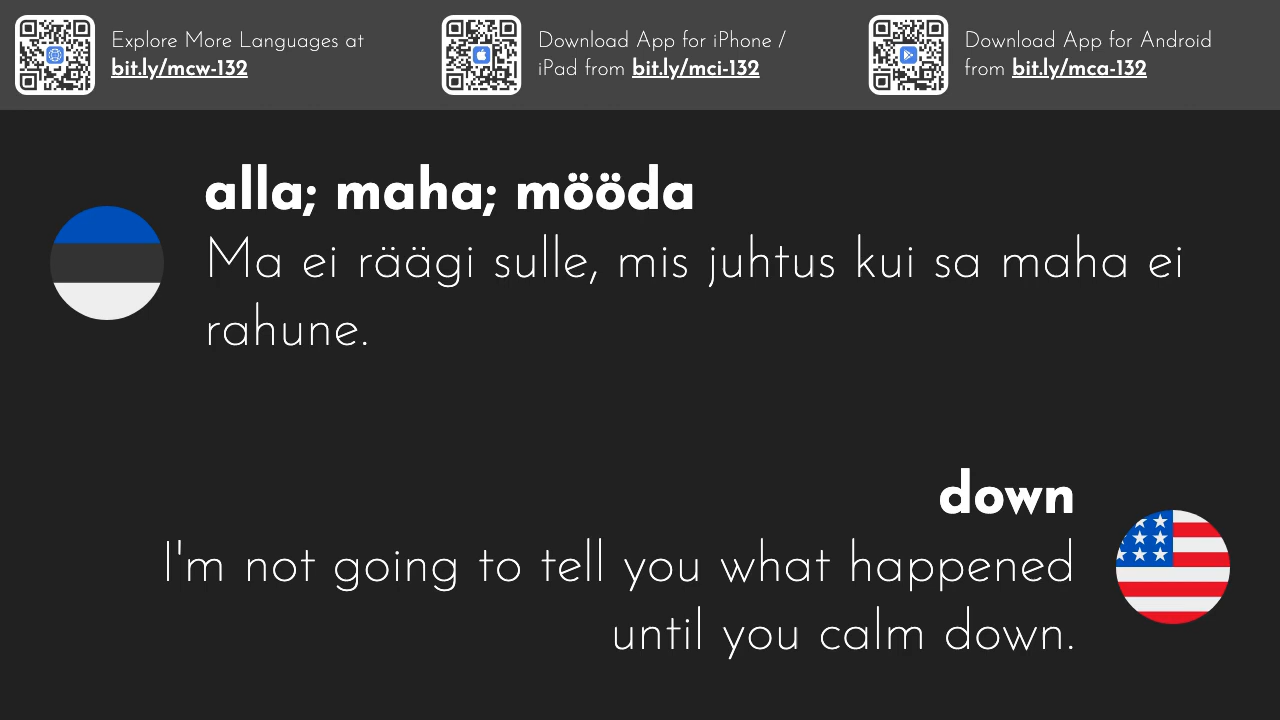 Explore More Languages at
bit.ly/mcw-132
Download App for iPhone /
iPad from bit.ly/mci-132
Download App for Android
from bit.ly/mca-132
alla; maha; mööda
Ma ei räägi sulle, mis juhtus kui sa maha ei
rahune.
down
I'm not going to tell you what happened
until you calm down.